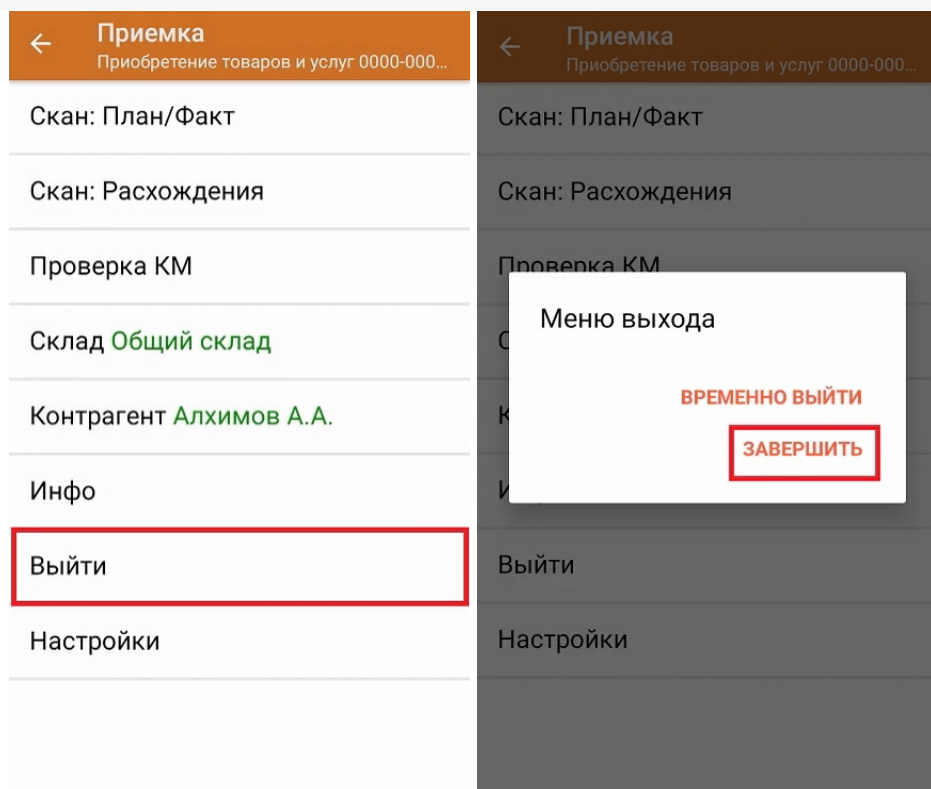 Приемка
Приобретение товаров и услуг 0000-000...
Скан: План/Факт
Скан: Расхождения
Проверка КМ
Склад Общий склад
Контрагент Алхимов А.А.
Инфо
Выйти
Настройки
Приемка
Приобретение товаров и услуг 0000-000...
Скан: План/Факт
Скан: Расхождения
Проверка КМ
Меню выхода
ВРЕМЕННО ВЫЙТИ
ЗАВЕРШИТЬ
Выйти
Настройки